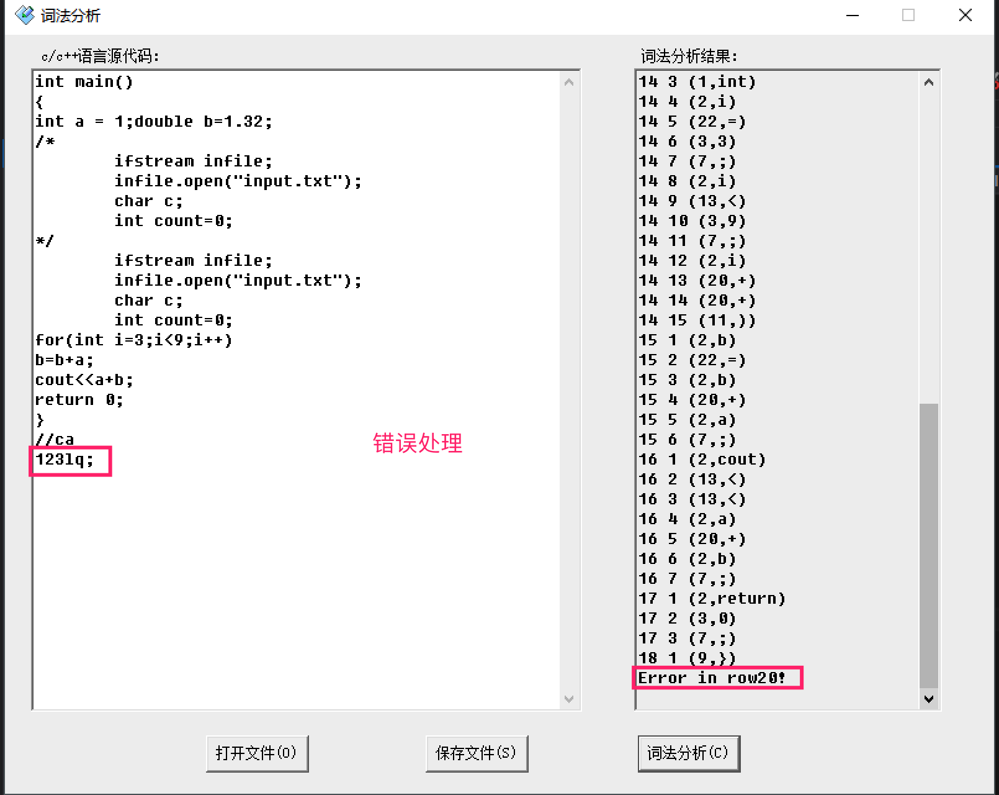 词法分析
c/c++语言源代码:
int main()
{
int a = 1;double b=1.32;
/*
        ifstream infile;
        infile.open("input.txt");
        char c;
        int count=0;
*/
        ifstream infile;
        infile.open("input.txt");
        char c;
        int count=0;
for(int i=3;i<9;i++)
b=b+a;
cout<<a+b;
return 0;
}
//ca
123lq;
错误处理
词法分析结果:
14 3 (1,int)
14 4 (2,i)
14 5 (22,=)
14 6 (3,3)
14 7 (7,;)
14 8 (2,i)
14 9 (13,<)
14 10 (3,9)
14 11 (7,;)
14 12 (2,i)
14 13 (20,+)
14 14 (20,+)
14 15 (11,))
15 1 (2,b)
15 2 (22,=)
15 3 (2,b)
15 4 (20,+)
15 5 (2,a)
15 6 (7,;)
16 1 (2,cout)
16 2 (13,<)
16 3 (13,<)
16 4 (2,a)
16 5 (20,+)
16 6 (2,b)
16 7 (7,;)
17 1 (2,return)
17 2 (3,0)
17 3 (7,;)
18 1 (9,})
Error in row20!
打开文件(O)
保存文件(S)
词法分析(C)